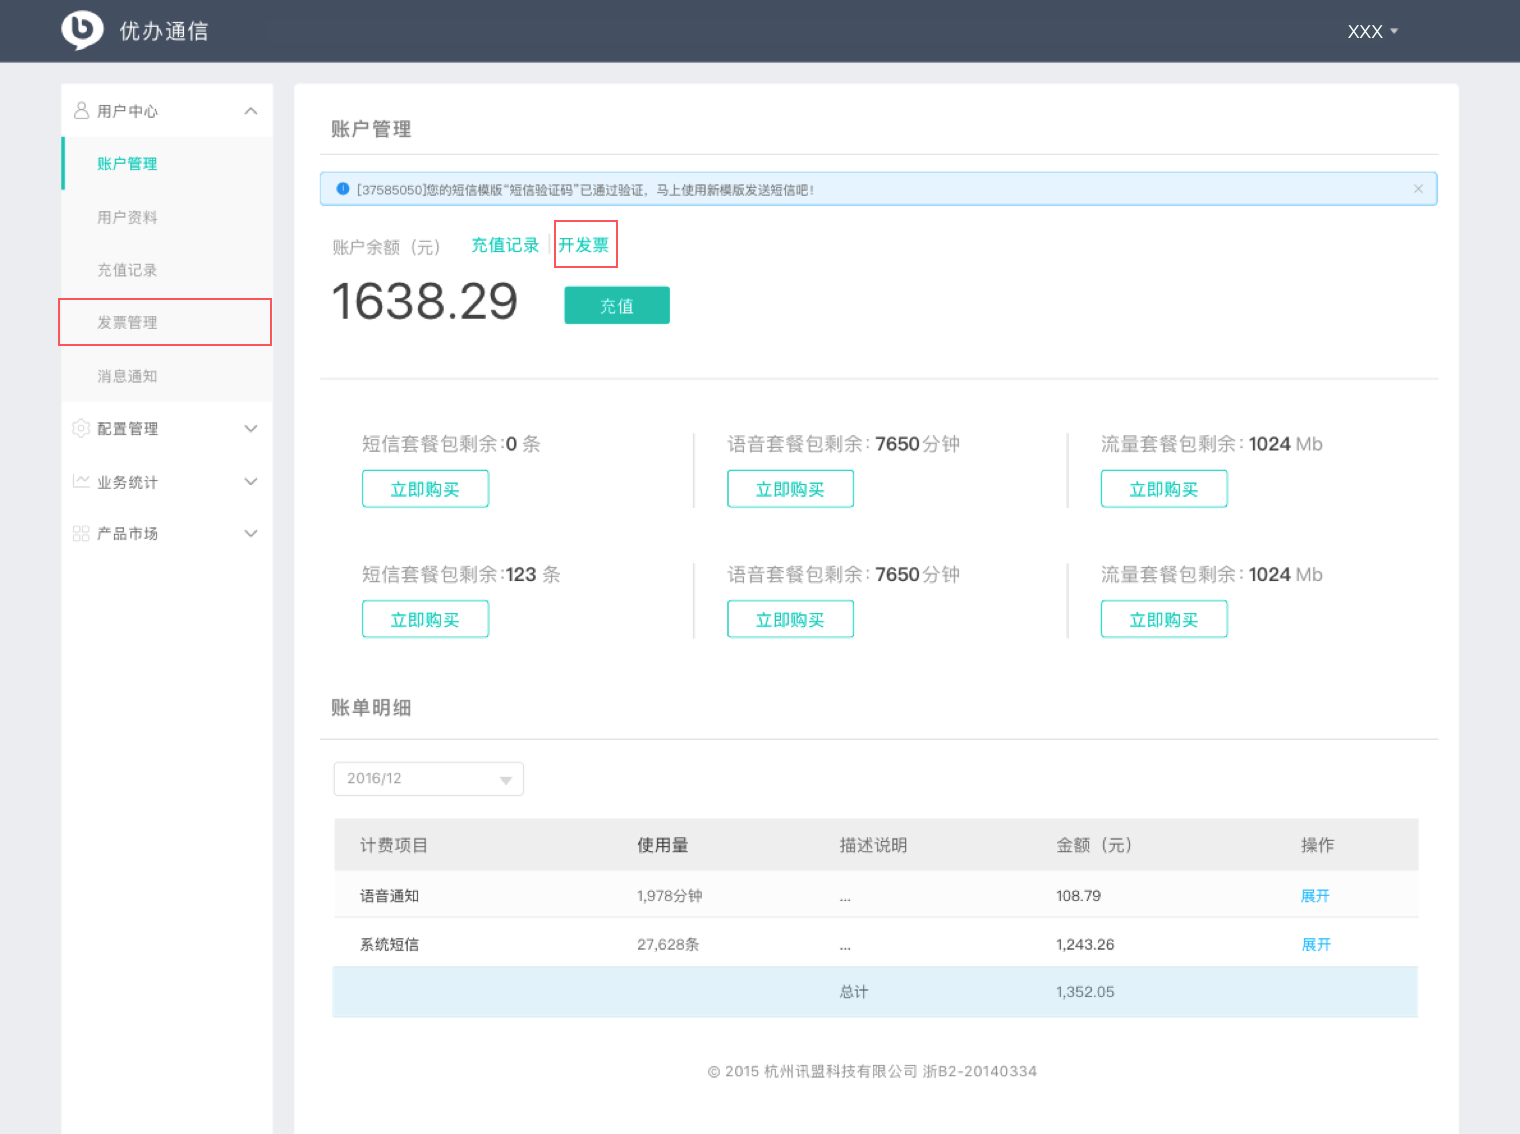 优办通信
XXX
用户中心
账户管理
用户资料
充值记录
发票管理
消息通知
配置管理
业务统计
产品市场
账户管理
[37585050]您的短信模版“短信验证码”已通过验证，马上使用新模版发送短信吧！
账户余额（元） 充值记录 开发票
1638.29 充值
短信套餐包剩余:0 条 语音套餐包剩余: 7650分钟 流量套餐包剩余: 1024 Mb
立即购买 立即购买 立即购买
短信套餐包剩余:123 条 语音套餐包剩余: 7650分钟 流量套餐包剩余: 1024 Mb
立即购买 立即购买 立即购买
账单明细
2016/12
计费项目 使用量 描述说明 金额（元） 操作
语音通知 1,978分钟 ... 108.79 展开
系统短信 27,628条 ... 1,243.26 展开
总计 1,352.05
© 2015 杭州讯盟科技有限公司 浙B2-20140334